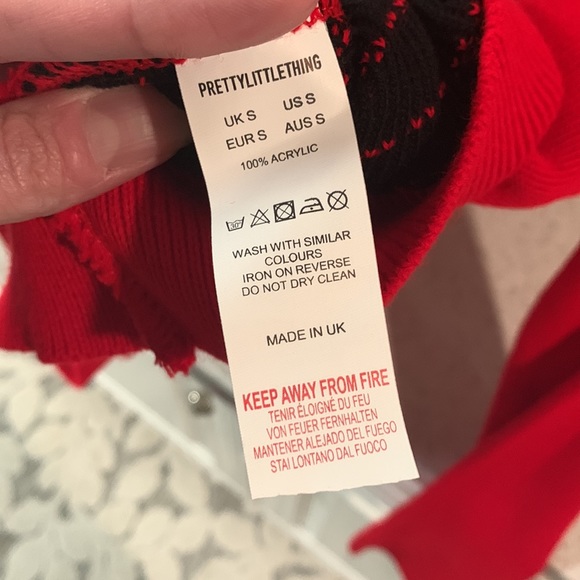 PRETTYLITTLETHING
UK S US S
EUR S AUS S
100% ACRYLIC
30°
WASH WITH SIMILAR
COLOURS
IRON ON REVERSE
DO NOT DRY CLEAN
MADE IN UK
KEEP AWAY FROM FIRE
TENIR ÉLOIGNÉ DU FEU
VON FEUER FERNHALTEN
MANTENER ALEJADO DEL FUEGO
STAI LONTANO DAL FUOCO